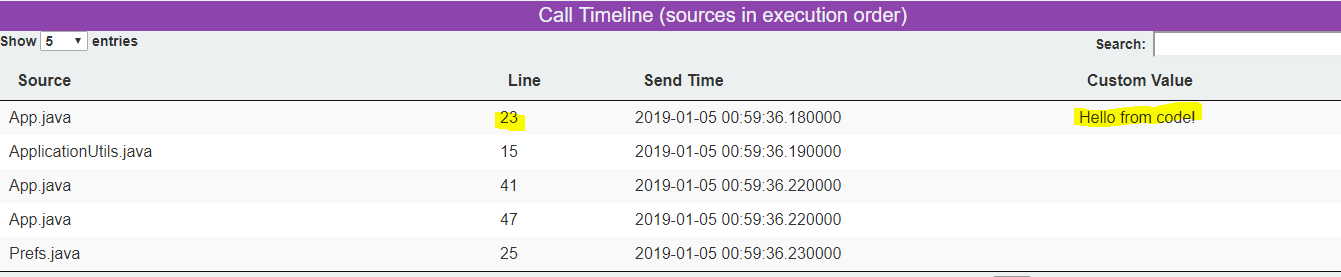 Call Timeline (sources in execution order)
Show 5 entries
Search:
Source Line Send Time Custom Value
App.java 23 2019-01-05 00:59:36.180000 Hello from code!
ApplicationUtils.java 15 2019-01-05 00:59:36.190000
App.java 41 2019-01-05 00:59:36.220000
App.java 47 2019-01-05 00:59:36.220000
Prefs.java 25 2019-01-05 00:59:36.230000